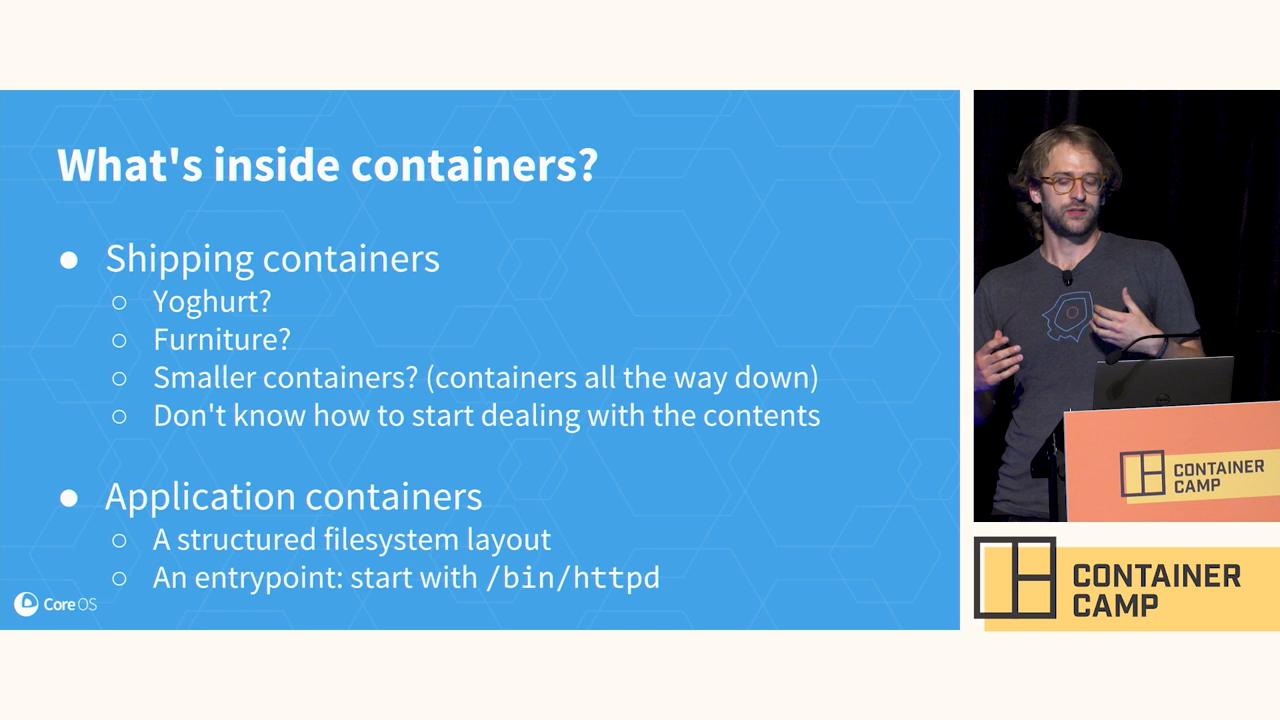 What's inside containers?
● Shipping containers
○ Yoghurt?
○ Furniture?
○ Smaller containers? (containers all the way down)
○ Don't know how to start dealing with the contents
● Application containers
○ A structured filesystem layout
○ An entrypoint: start with /bin/httpd
CoreOS
CONTAINER
CAMP
CONTAINER
CAMP